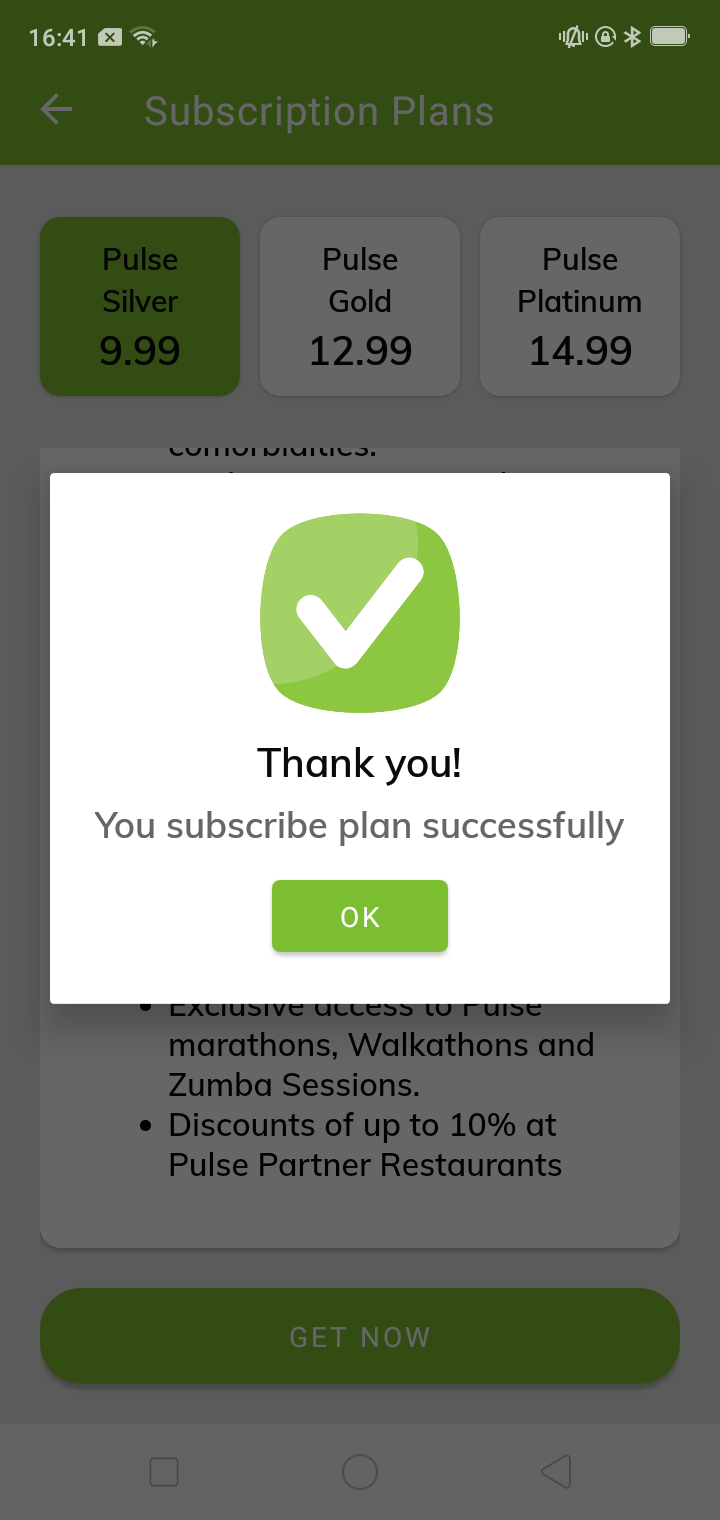 16:41
Subscription Plans
Pulse
Silver
9.99
Pulse
Gold
12.99
Pulse
Platinum
14.99
comorbidities.
Thank you!
You subscribe plan successfully
OK
Exclusive access to Pulse
marathons, Walkathons and
Zumba Sessions.
• Discounts of up to 10% at
Pulse Partner Restaurants
GET NOW